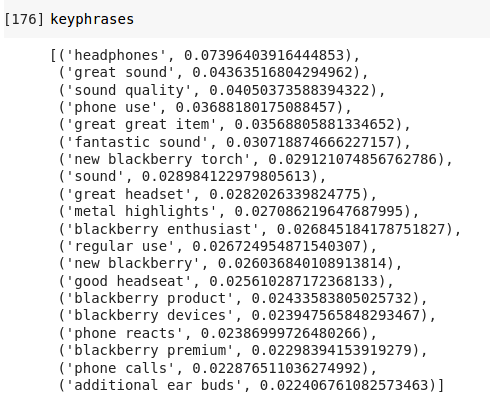 [176] keyphrases
[('headphones', 0.07396403916444853),
('great sound', 0.04363516804294962),
('sound quality', 0.04050373588394322),
('phone use', 0.03688180175088457),
('great great item', 0.03568805881334652),
('fantastic sound', 0.030718874666227157),
('new blackberry torch', 0.029121074856762786),
('sound', 0.028984122979805613),
('great headset', 0.0282026339824775),
('metal highlights', 0.027086219647687995),
('blackberry enthusiast', 0.026845184178751827),
('regular use', 0.026724954871540307),
('new blackberry', 0.026036840108913814),
('good headseat', 0.025610287172368133),
('blackberry product', 0.02433583805025732),
('blackberry devices', 0.023947565848293467),
('phone reacts', 0.02386999726480266),
('blackberry premium', 0.02298394153919279),
('phone calls', 0.022876511036274992),
('additional ear buds', 0.022406761082573463)]